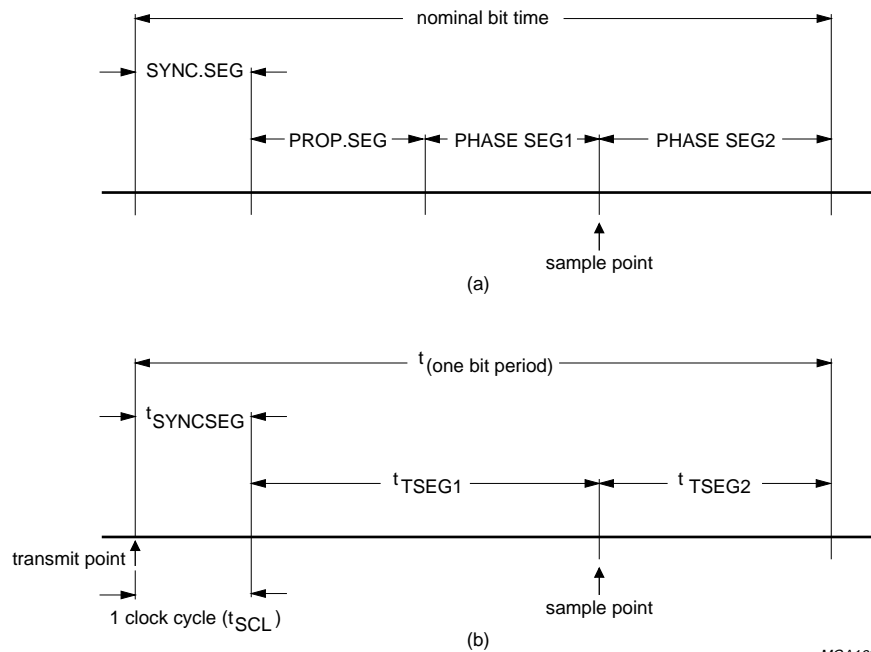 nominal bit time
SYNC.SEG
PROP.SEG PHASE SEG1 PHASE SEG2
sample point
(a)
t(one bit period)
tSYNCSEG
tTSEG1 tTSEG2
transmit point
sample point
1 clock cycle (tSCL)
(b)